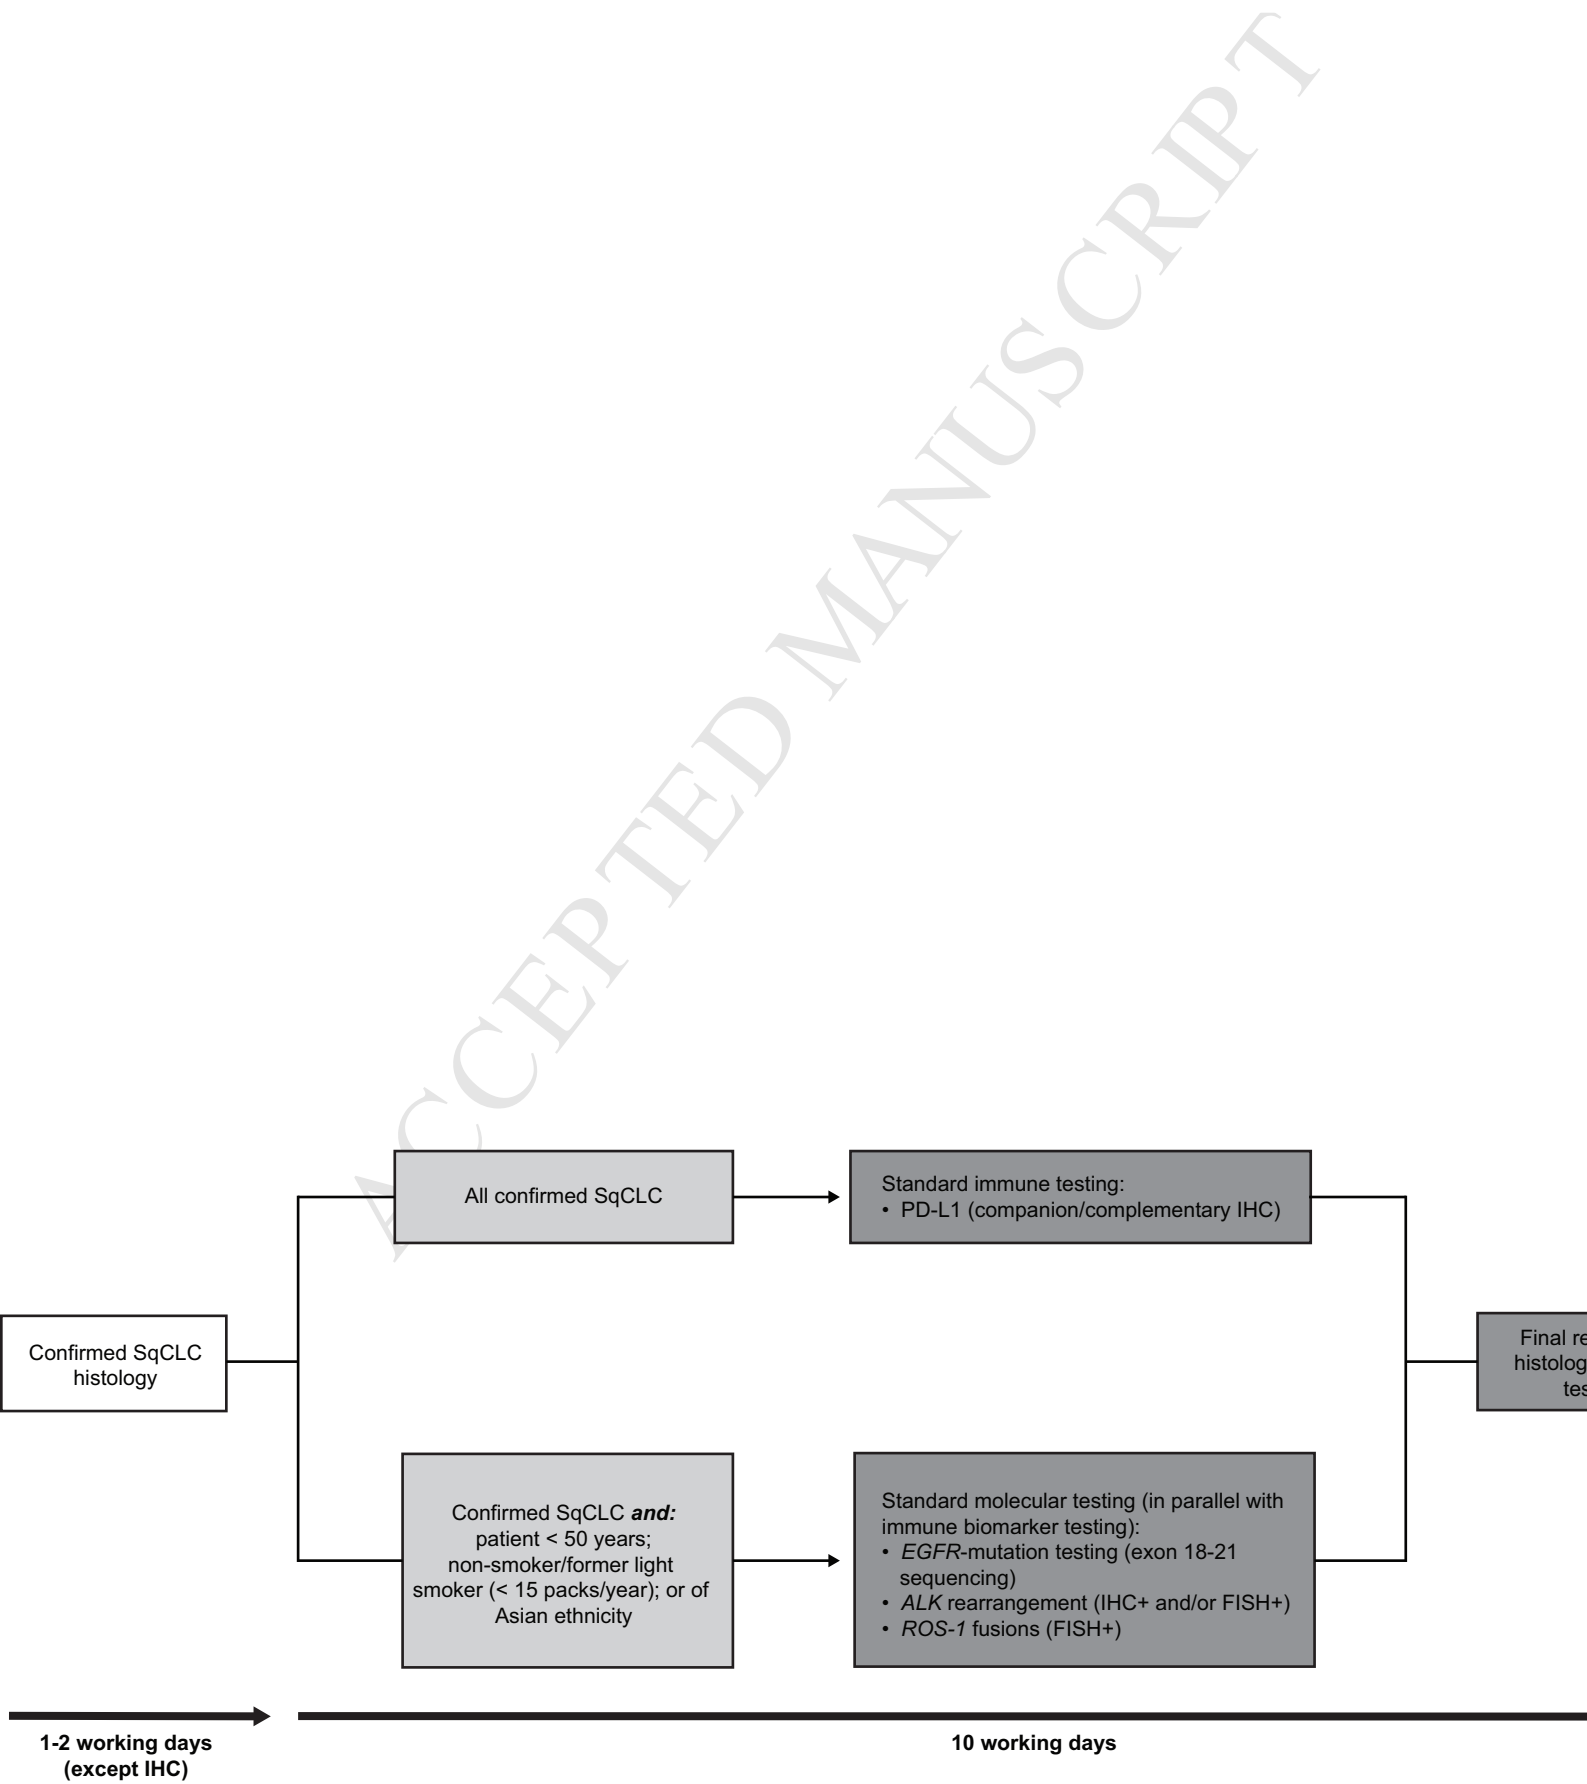 ACCEPTED MANUSCRIPT
All confirmed SqCLC
Standard immune testing:
• PD-L1 (companion/complementary IHC)
Confirmed SqCLC
histology
Final
Confirmed SqCLC and:
patient < 50 years;
non-smoker/former light
smoker (< 15 packs/year); or of
Asian ethnicity
Standard molecular testing (in parallel with
immune biomarker testing):
• EGFR-mutation testing (exon 18-21
sequencing)
• ALK rearrangement (IHC+ and/or FISH+)
• ROS-1 fusions (FISH+)
1-2 working days
(except IHC)
10 working days